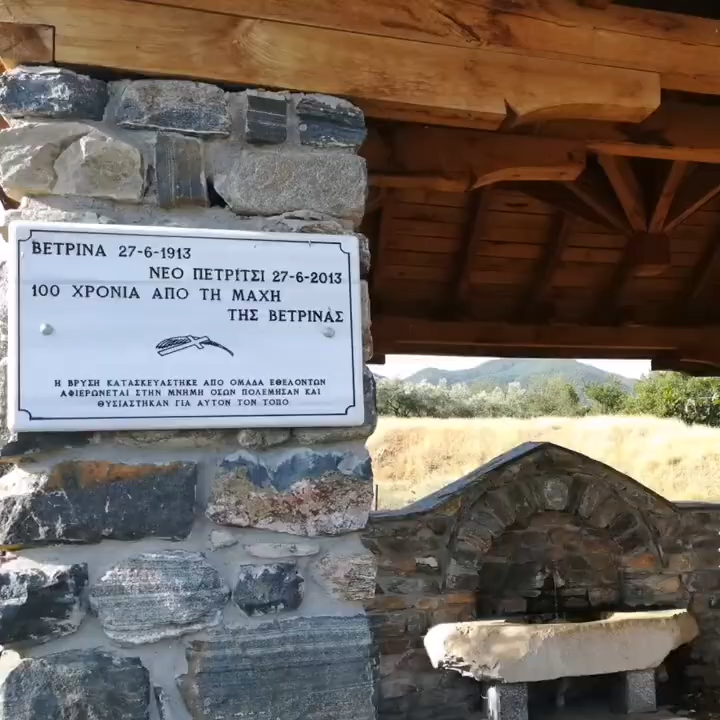 ΒΕΤΡΙΝΑ 27-6-1913
ΝΕΟ ΠΕΤΡΙΤΣΙ 27-6-2013
100 ΧΡΟΝΙΑ ΑΠΟ ΤΗ ΜΑΧΗ
ΤΗΣ ΒΕΤΡΙΝΑΣ
Η ΒΡΥΣΗ ΚΑΤΑΣΚΕΥΑΣΤΗΚΕ ΑΠΟ ΟΜΑΔΑ ΕΘΕΛΟΝΤΩΝ
ΑΦΙΕΡΩΝΕΤΑΙ ΣΤΗΝ ΜΝΗΜΗ ΟΣΩΝ ΠΟΛΕΜΗΣΑΝ ΚΑΙ
ΘΥΣΙΑΣΤΗΚΑΝ ΓΙΑ ΑΥΤΟΝ ΤΟΝ ΤΟΠΟ